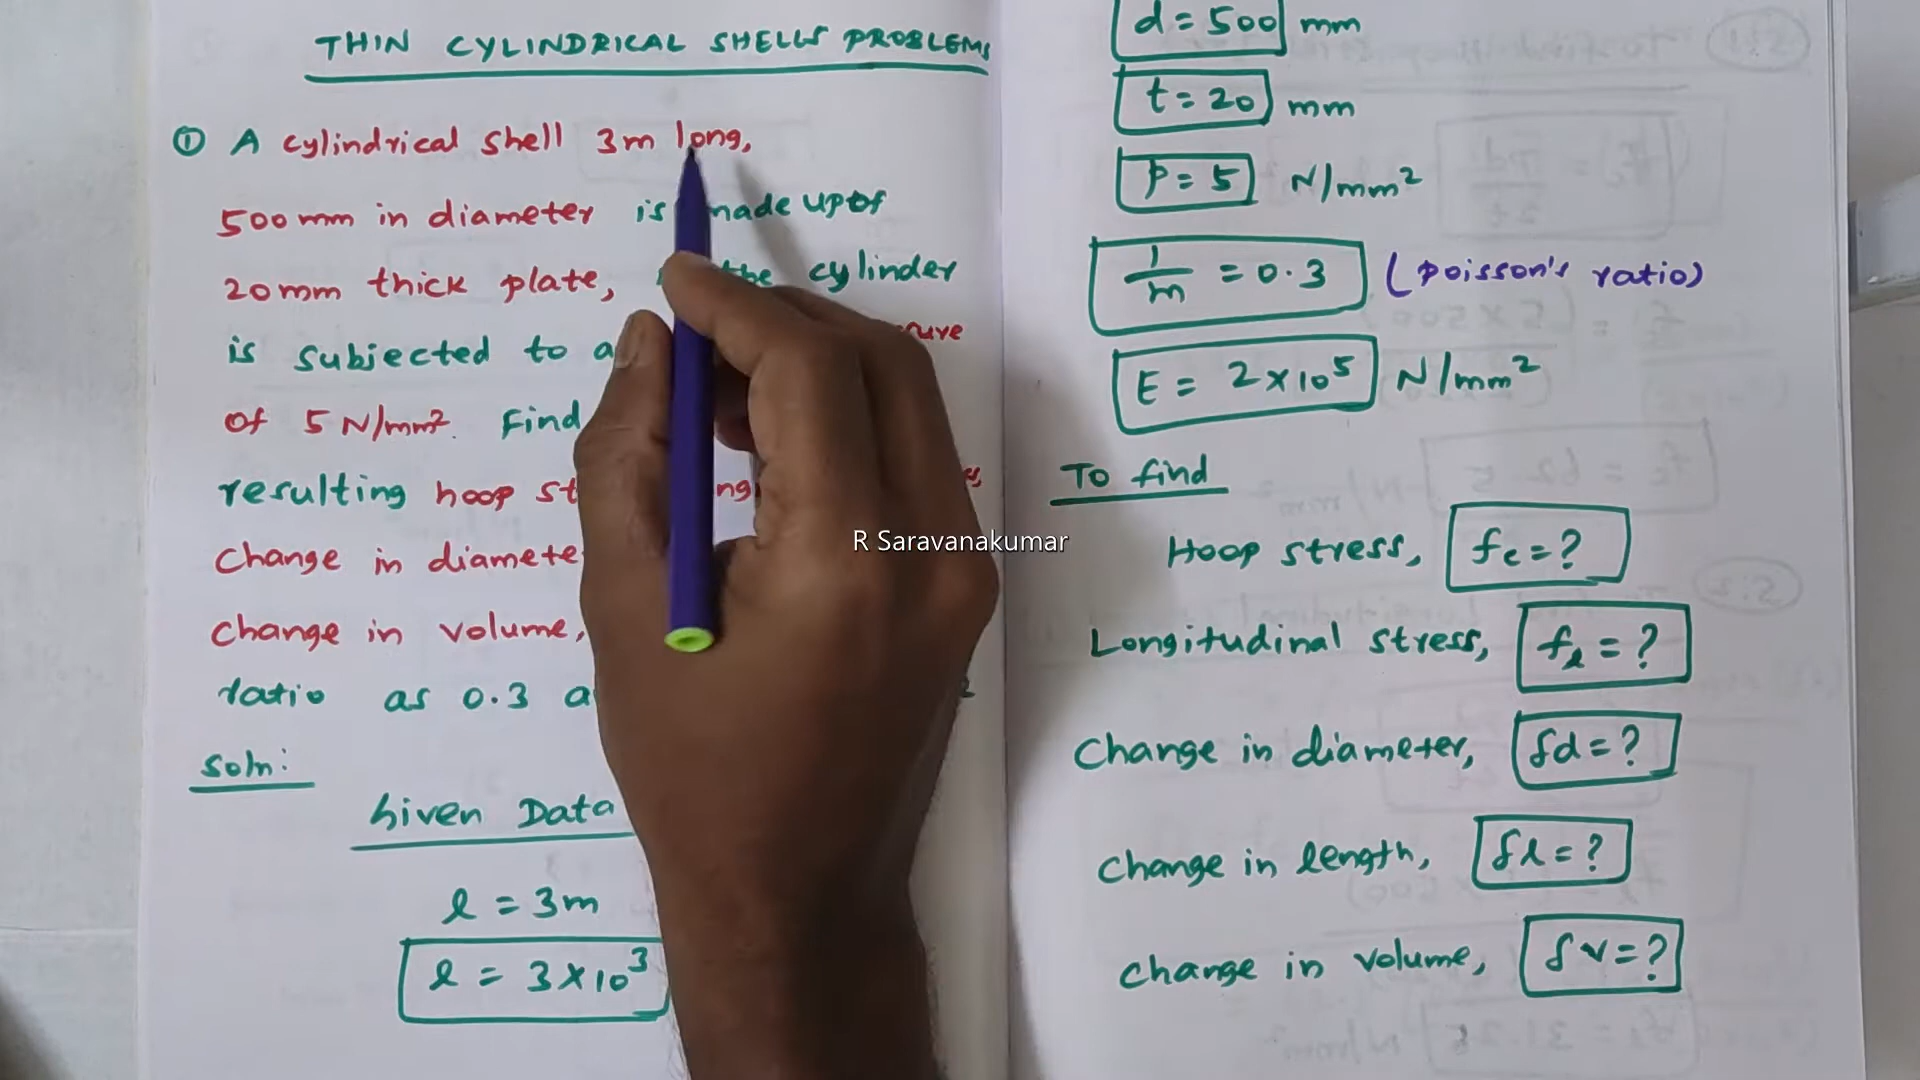 THIN CYLINDRICAL SHELLS PROBLEMS
① A cylindrical shell 3m long,
500mm in diameter is made up of
20mm thick plate, the cylinder
is subjected to a
of 5 N/mm². Find
resulting hoop
Change in
Change in volume,
ratio as 0.3
Soln:
Given Data
l = 3m
l = 3×10³
d = 500 mm
t = 20 mm
P = 5 N/mm²
1/m = 0.3 (poisson's ratio)
E = 2×10⁵ N/mm²
To find
Hoop stress, fc = ?
Longitudinal stress, fl = ?
Change in diameter, δd = ?
Change in length, δl = ?
Change in volume, δv = ?
R Saravanakumar